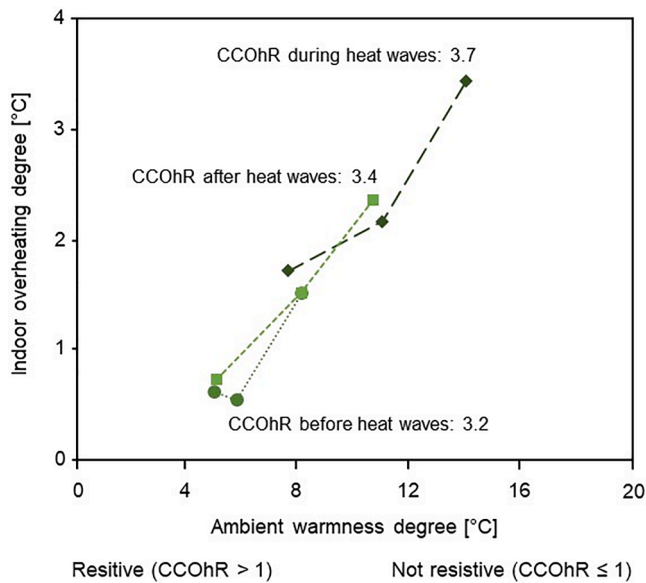 4
CCOhR during heat waves: 3.7
3
CCOhR after heat waves: 3.4
2
Indoor overheating degree [°C]
1
CCOhR before heat waves: 3.2
0
0 4 8 12 16 20
Ambient warmness degree [°C]
Resitive (CCOhR > 1) Not resistive (CCOhR ≤ 1)